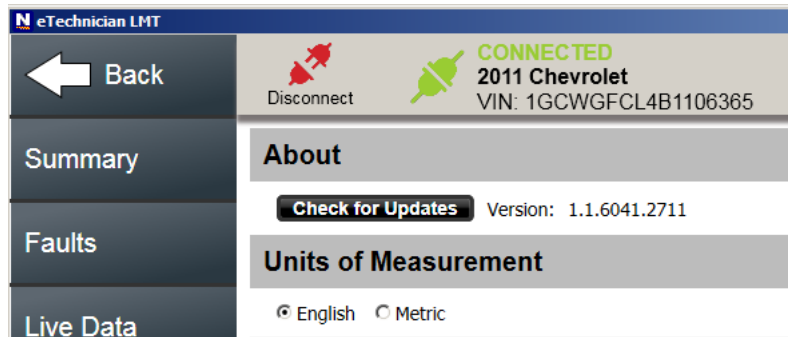 N eTechnician LMT
Back
Disconnect
CONNECTED
2011 Chevrolet
VIN: 1GCWGFCL4B1106365
Summary
About
Check for Updates Version: 1.1.6041.2711
Faults
Units of Measurement
English Metric
Live Data